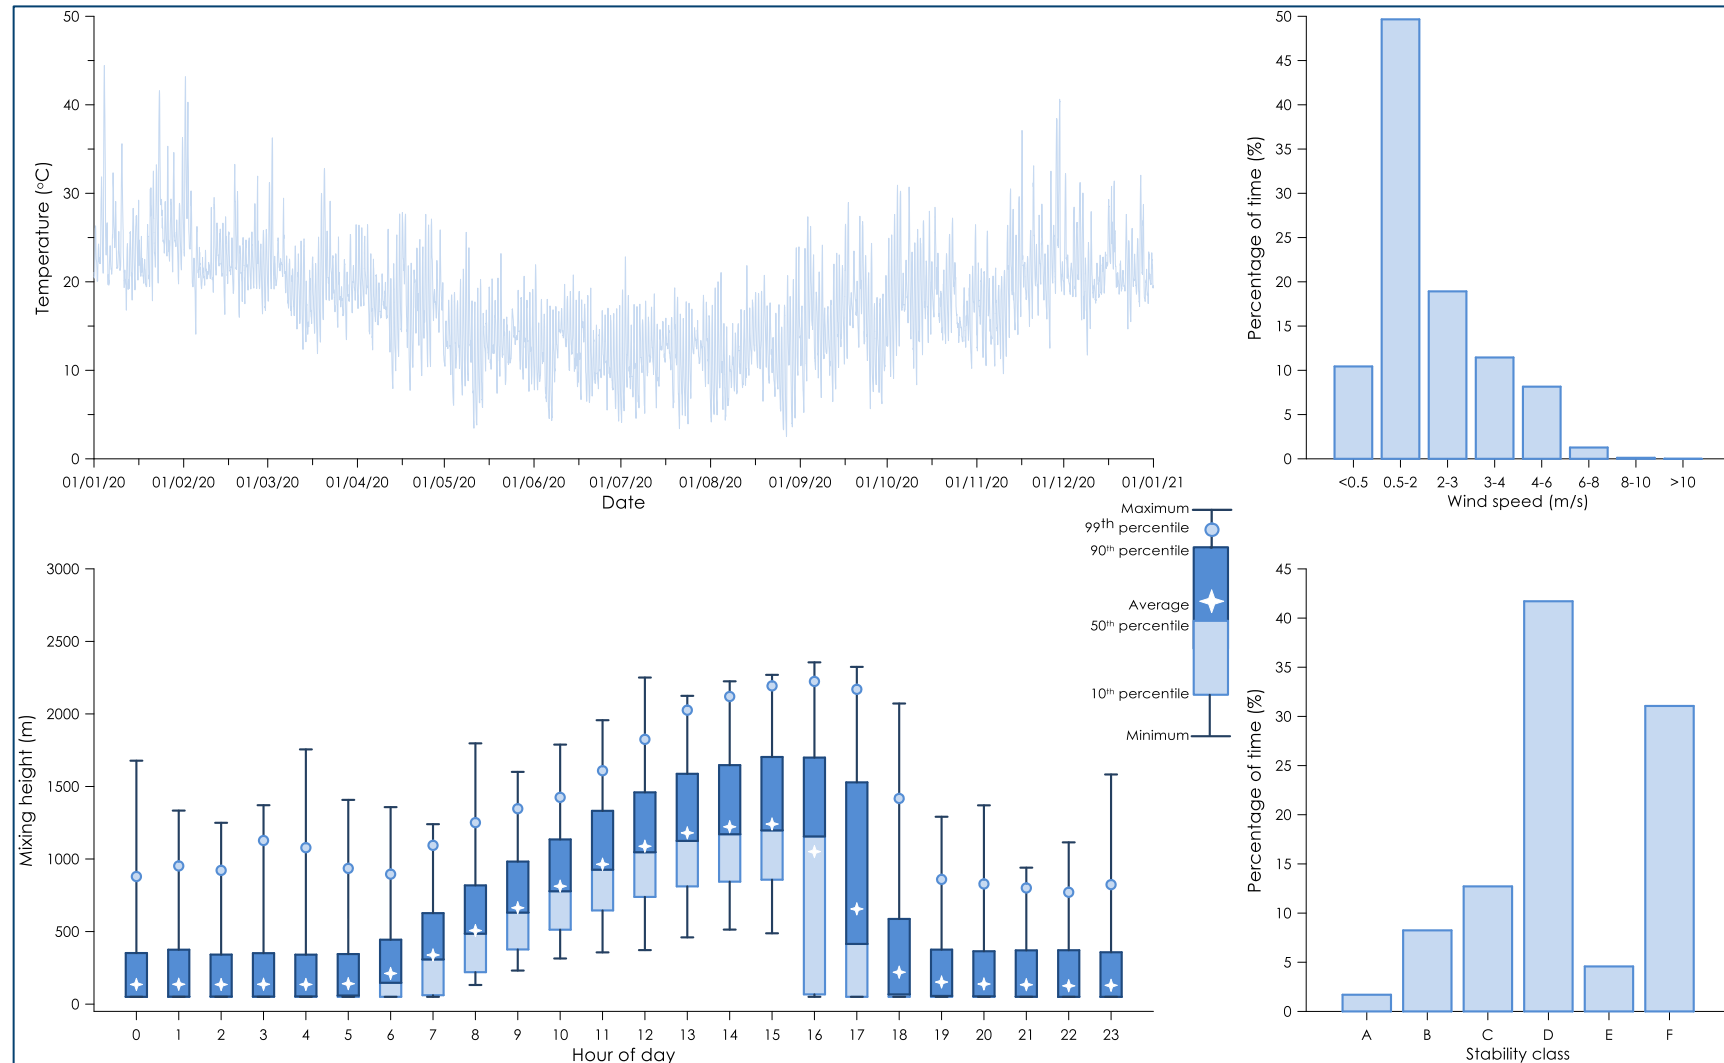 50
40
30
20
10
0
Temperature (°C)
01/01/20 01/02/20 01/03/20 01/04/20 01/05/20 01/06/20 01/07/20 01/08/20 01/09/20 01/10/20 01/11/20 01/12/20 01/01/21
Date
50
45
40
35
30
25
20
15
10
5
0
Percentage of time (%)
<0.5 0.5-2 2-3 3-4 4-6 6-8 8-10 >10
Wind speed (m/s)
Maximum
99th percentile
90th percentile
Average
50th percentile
10th percentile
Minimum
3000
2500
2000
1500
1000
500
0
Mixing height (m)
0 1 2 3 4 5 6 7 8 9 10 11 12 13 14 15 16 17 18 19 20 21 22 23
Hour of day
45
40
35
30
25
20
15
10
5
0
Percentage of time (%)
A B C D E F
Stability class